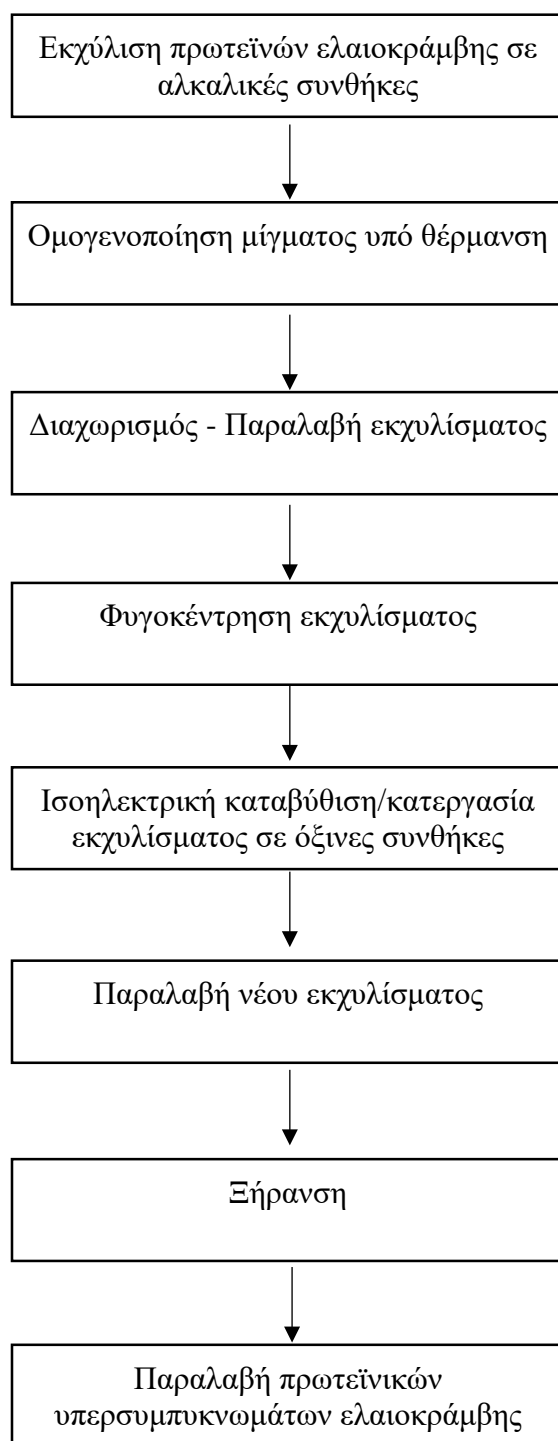 Εκχύλιση πρωτεϊνών ελαιοκράμβης σε
αλκαλικές συνθήκες
Ομογενοποίηση μίγματος υπό θέρμανση
Διαχωρισμός - Παραλαβή εκχυλίσματος
Φυγοκέντρηση εκχυλίσματος
Ισοηλεκτρική καταβύθιση/κατεργασία
εκχυλίσματος σε όξινες συνθήκες
Παραλαβή νέου εκχυλίσματος
Ξήρανση
Παραλαβή πρωτεϊνικών
υπερσυμπυκνωμάτων ελαιοκράμβης